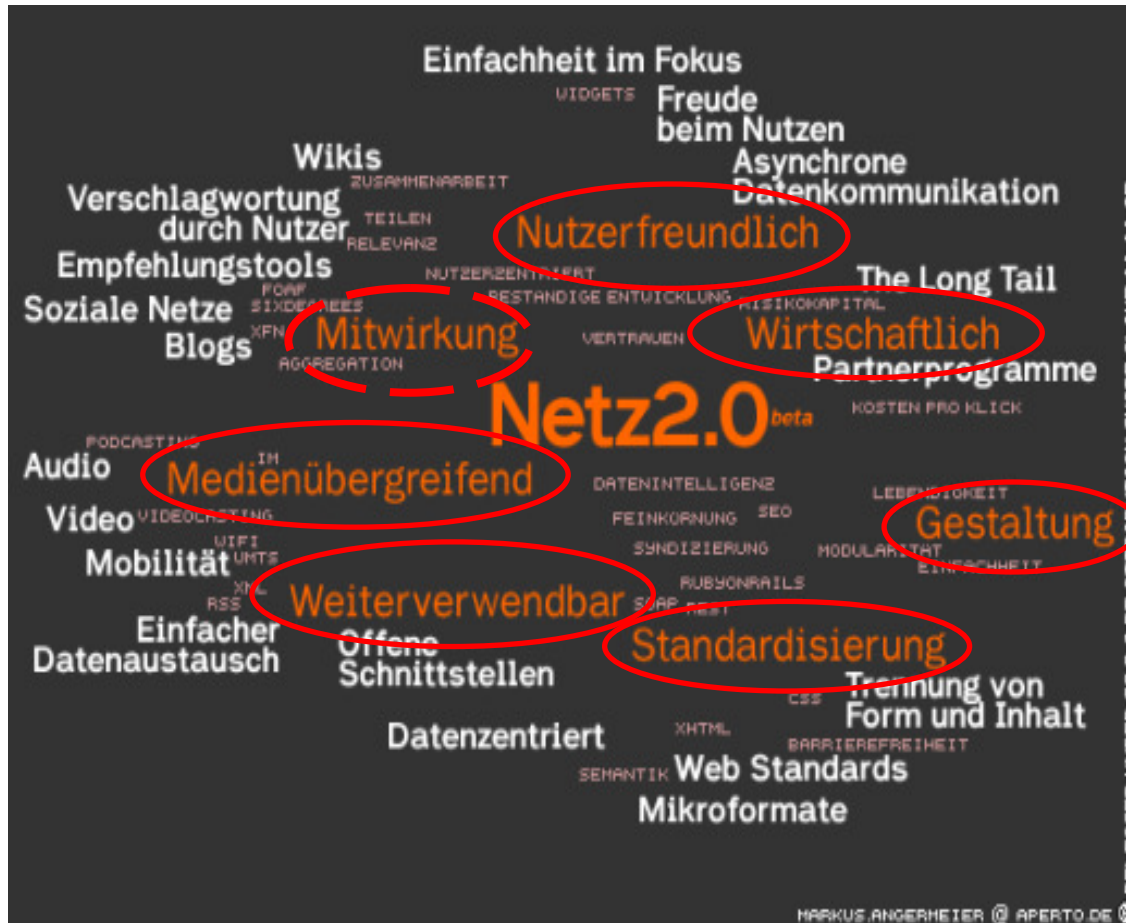 Einfachheit im Fokus
WIDGETS
Freude
beim Nutzen
Wikis
Asynchrone
Datenkommunikation
ZUSAMMENARBEIT
Verschlagwortung
durch Nutzer
TEILEN
RELEVANZ
Nutzerfreundlich
Empfehlungstools
NUTZERZENTRIERT
The Long Tail
FOAF
SIXDEGREES
BESTÄNDIGE ENTWICKLUNG
RISIKOKAPITAL
Soziale Netze
XFN
Mitwirkung
VERTRAUEN
Wirtschaftlich
Blogs
AGGREGATION
Partnerprogramme
Netz2.0 beta
KOSTEN PRO KLICK
PODCASTING
Audio
IM
Medienübergreifend
DATENINTELLIGENZ
LEBENDIGKEIT
Video
VIDEOCASTING
FEINKÖRNUNG
SEO
Gestaltung
WIFI
Mobilität
UMTS
SYNDIZIERUNG
MODULARITÄT
EINFACHHEIT
XML
RSS
Weiterverwendbar
RUBYONRAILS
SOAP
REST
Einfacher
Datenaustausch
Offene
Schnittstellen
Standardisierung
CSS
Trennung von
Form und Inhalt
Datenzentriert
XHTML
BARRIEREFREIHEIT
SEMANTIK
Web Standards
Mikroformate
MARKUS.ANGERMEIER @ APERTO.DE